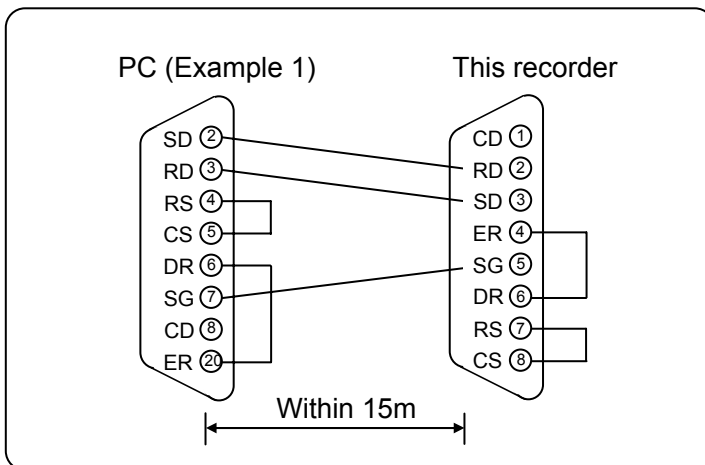 PC (Example 1)
This recorder
SD 2
RD 3
RS 4
CS 5
DR 6
SG 7
CD 8
ER 20
CD 1
RD 2
SD 3
ER 4
SG 5
DR 6
RS 7
CS 8
Within 15m